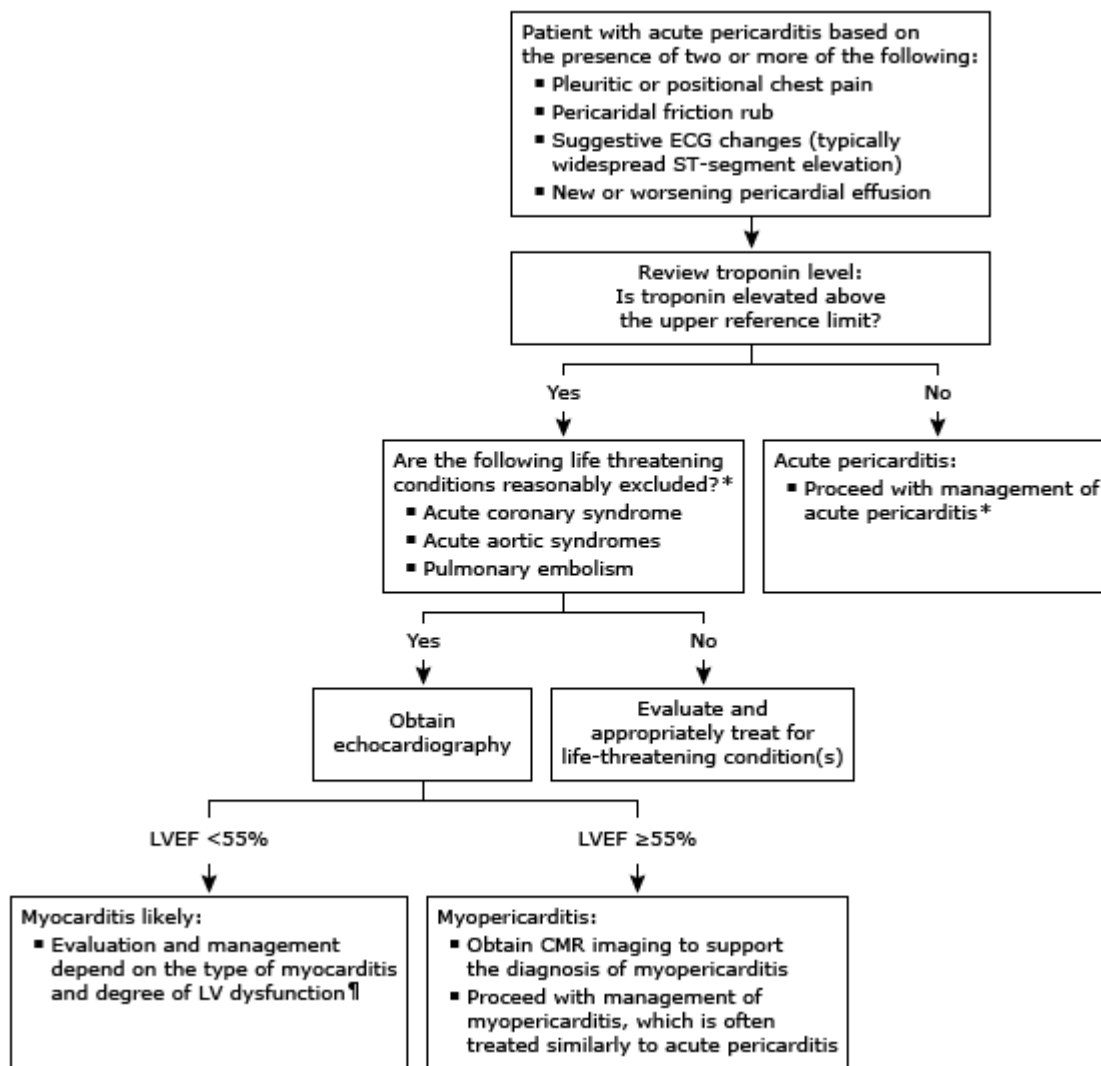 Patient with acute pericarditis based on
the presence of two or more of the following:
▪ Pleuritic or positional chest pain
▪ Pericaridal friction rub
▪ Suggestive ECG changes (typically
widespread ST-segment elevation)
▪ New or worsening pericardial effusion
Review troponin level:
Is troponin elevated above
the upper reference limit?
Yes
No
Are the following life threatening
conditions reasonably excluded?*
▪ Acute coronary syndrome
▪ Acute aortic syndromes
▪ Pulmonary embolism
Acute pericarditis:
▪ Proceed with management of
acute pericarditis*
Yes
No
Obtain
echocardiography
Evaluate and
appropriately treat for
life-threatening condition(s)
LVEF <55%
LVEF ≥55%
Myocarditis likely:
▪ Evaluation and management
depend on the type of myocarditis
and degree of LV dysfunction¶
Myopericarditis:
▪ Obtain CMR imaging to support
the diagnosis of myopericarditis
▪ Proceed with management of
myopericarditis, which is often
treated similarly to acute pericarditis